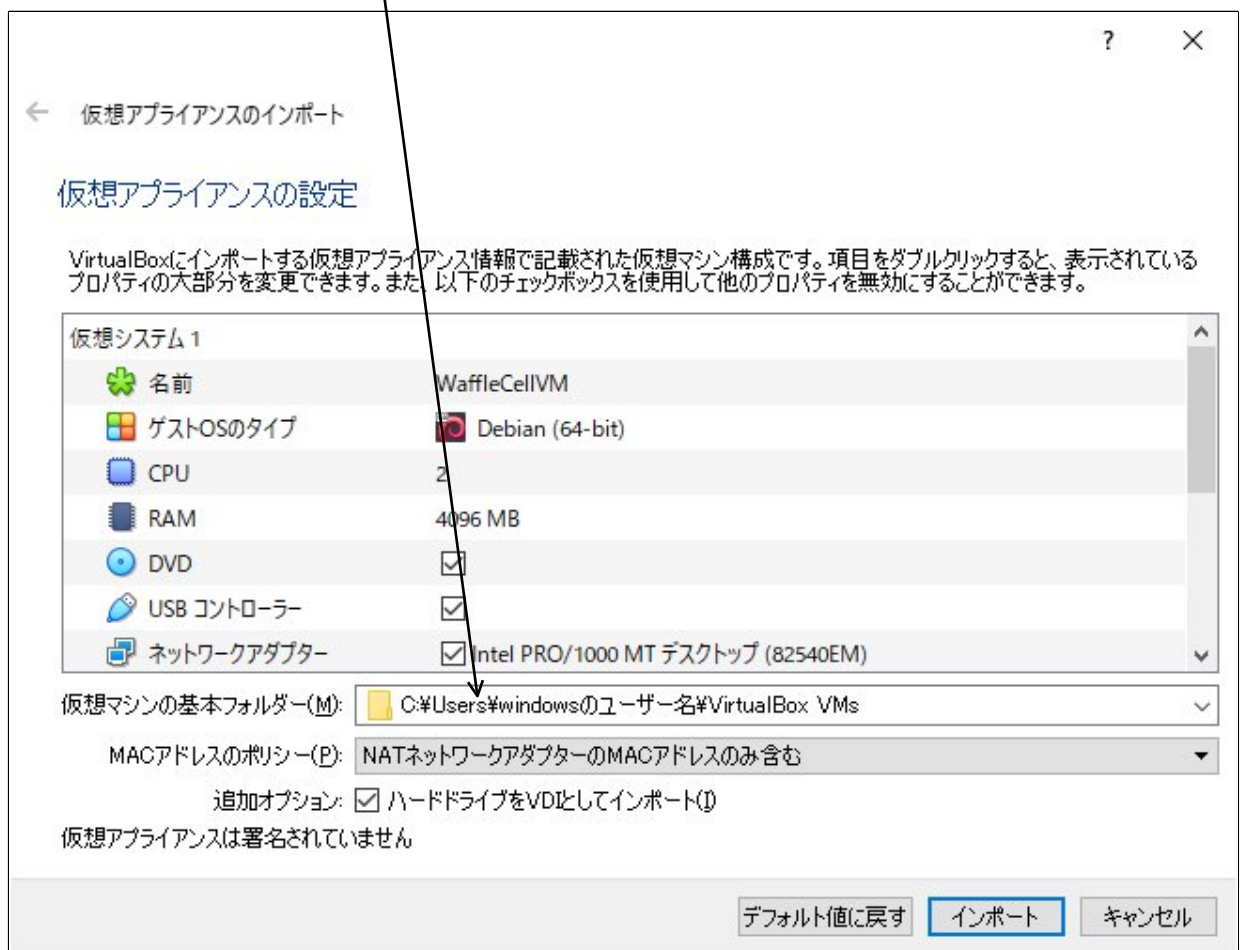 ?
仮想アプライアンスのインポート
仮想アプライアンスの設定
VirtualBoxにインポートする仮想アプライアンス情報で記載された仮想マシン構成です。項目をダブルクリックすると、表示されている
プロパティの大部分を変更できます。また、以下のチェックボックスを使用して他のプロパティを無効にすることができます。
仮想システム 1
名前 WaffleCellVM
ゲストOSのタイプ Debian (64-bit)
CPU 2
RAM 4096 MB
DVD
USB コントローラー
ネットワークアダプター Intel PRO/1000 MT デスクトップ (82540EM)
仮想マシンの基本フォルダー(M): C:¥Users¥windowsのユーザー名¥VirtualBox VMs
MACアドレスのポリシー(P): NATネットワークアダプターのMACアドレスのみ含む
追加オプション: ハードドライブをVDIとしてインポート(I)
仮想アプライアンスは署名されていません
デフォルト値に戻す インポート キャンセル